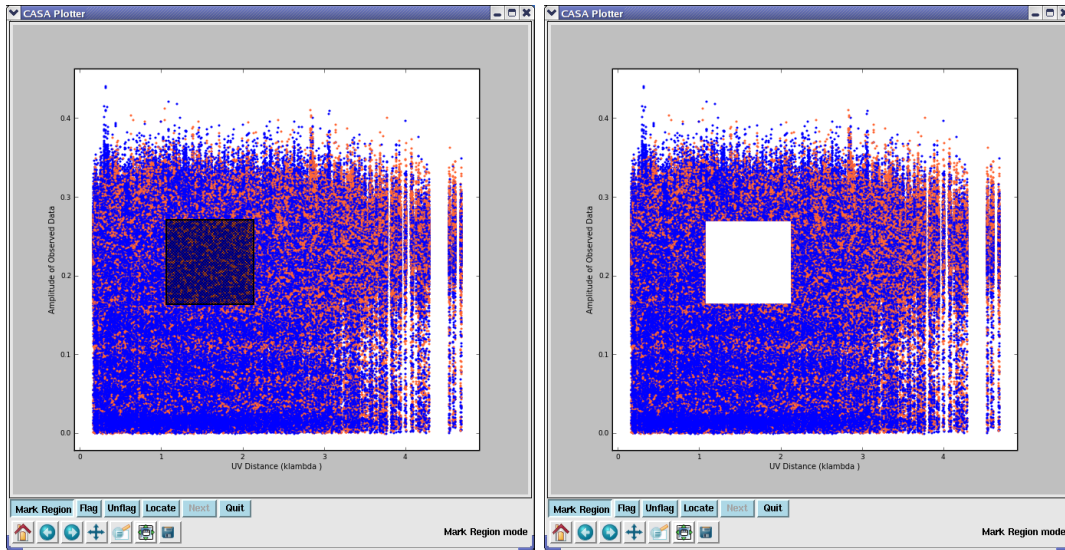 CASA Plotter
0.4
0.3
0.2
0.1
0.0
Amplitude of Observed Data
0 1 2 3 4
UV Distance (klambda )
Mark Region Flag Unflag Locate Next Quit
Mark Region mode
CASA Plotter
0.4
0.3
0.2
0.1
0.0
Amplitude of Observed Data
0 1 2 3 4
UV Distance (klambda )
Mark Region Flag Unflag Locate Next Quit
Mark Region mode